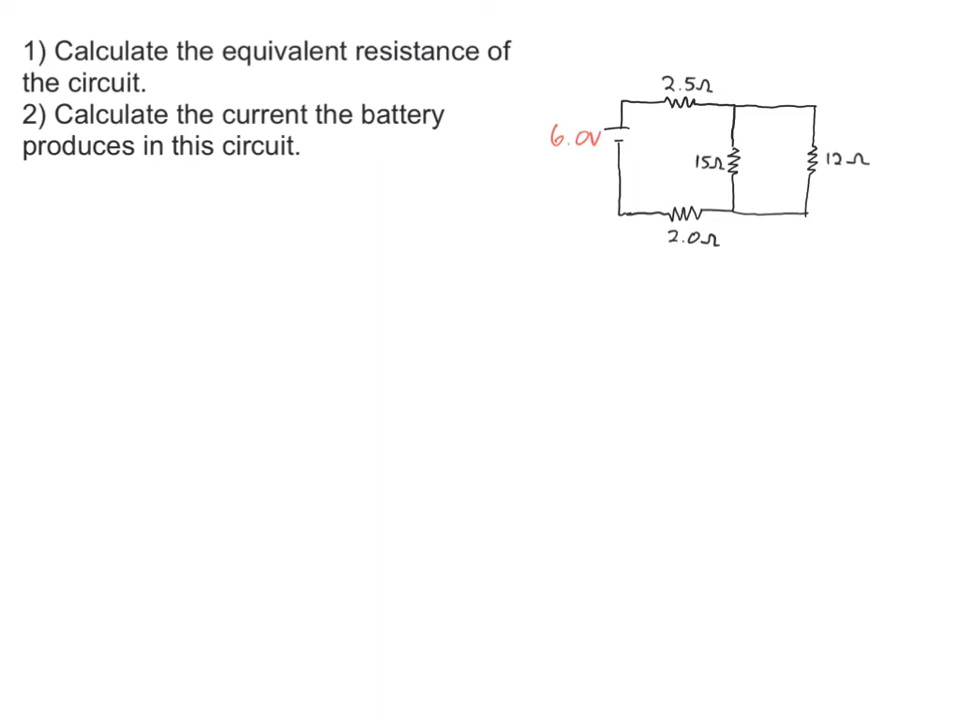 1) Calculate the equivalent resistance of
the circuit.
2) Calculate the current the battery
produces in this circuit.
2.5Ω
6.0V
15Ω
12Ω
2.0Ω